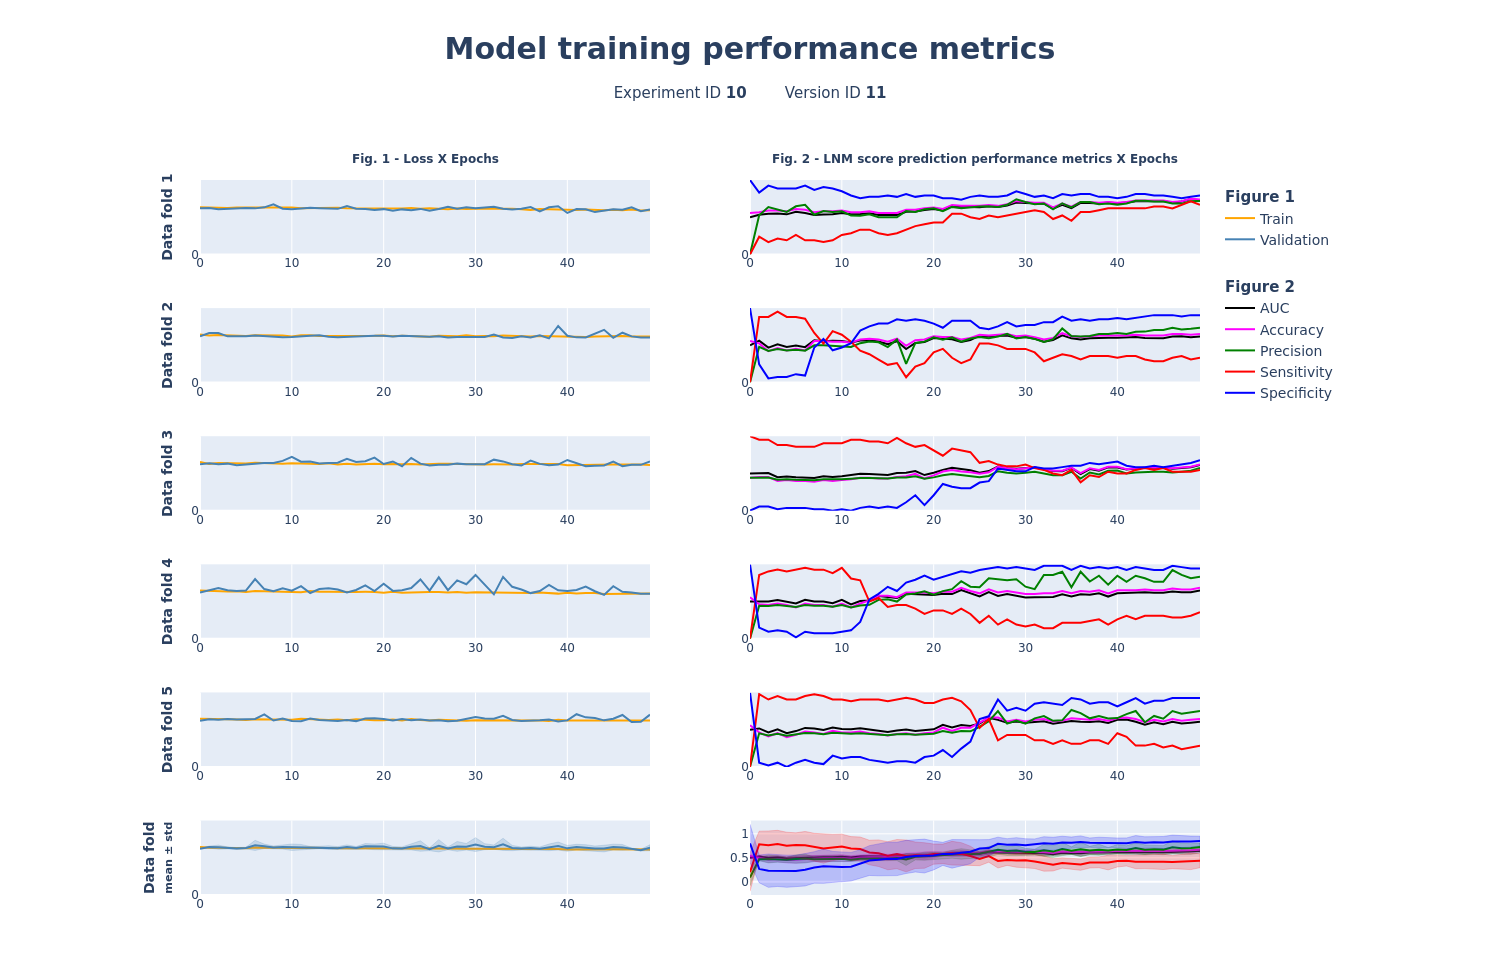 Model training performance metrics
Experiment ID 10 Version ID 11
Fig. 1 - Loss X Epochs
Fig. 2 - LNM score prediction performance metrics X Epochs
Data fold 1
0
0 10 20 30 40
0
0 10 20 30 40
Data fold 2
0
0 10 20 30 40
0
0 10 20 30 40
Data fold 3
0
0 10 20 30 40
0
0 10 20 30 40
Data fold 4
0
0 10 20 30 40
0
0 10 20 30 40
Data fold 5
0
0 10 20 30 40
0
0 10 20 30 40
Data fold
mean ± std
0
0 10 20 30 40
1
0.5
0
0 10 20 30 40
Figure 1
Train
Validation
Figure 2
AUC
Accuracy
Precision
Sensitivity
Specificity